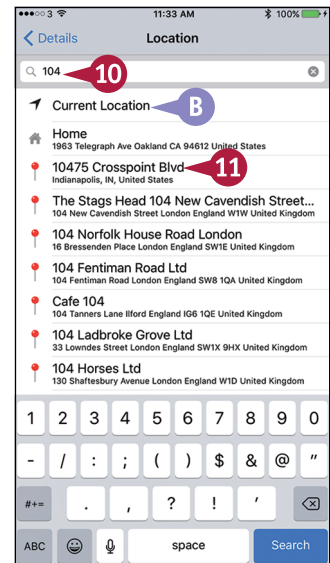 3 11:33 AM 100%
Details Location
104 10
Current Location B
Home
1963 Telegraph Ave Oakland CA 94612 United States
10475 Crosspoint Blvd 11
Indianapolis, IN, United States
The Stags Head 104 New Cavendish Street...
104 New Cavendish Street London England W1W United Kingdom
104 Norfolk House Road London
16 Bressenden Place London England SW1E United Kingdom
104 Fentiman Road Ltd
104 Fentiman Road London England SW8 1QA United Kingdom
Cafe 104
104 Tanners Lane Ilford England IG6 1QE United Kingdom
104 Ladbroke Grove Ltd
33 Lowndes Street London England SW1X 9HX United Kingdom
104 Horses Ltd
130 Shaftesbury Avenue London England W1D United Kingdom
1 2 3 4 5 6 7 8 9 0
- / : ; ( ) $ & @ "
#+= . , ? ! '
ABC space Search